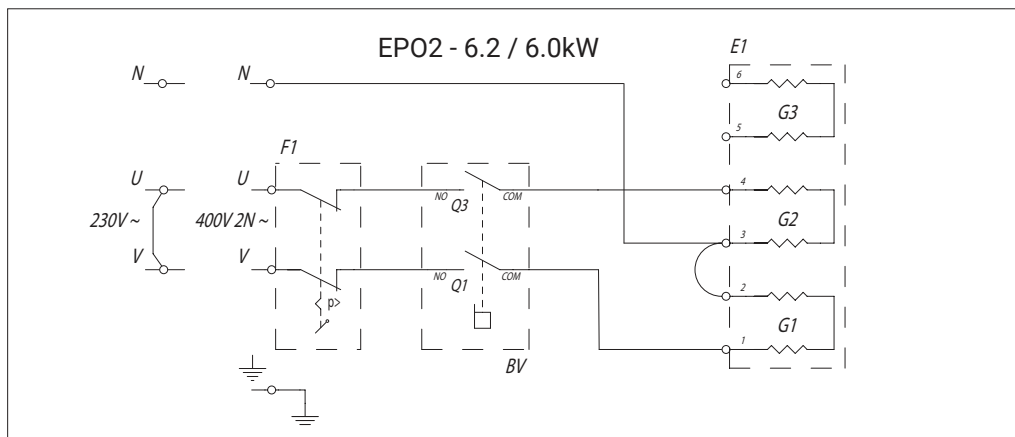 EPO2 - 6.2 / 6.0kW
E1
N N 6
G3
5
F1
U U NO Q3 COM 4
230V ~ 400V 2N ~ G2
3
V V NO Q1 COM 2
p>
G1
1
BV